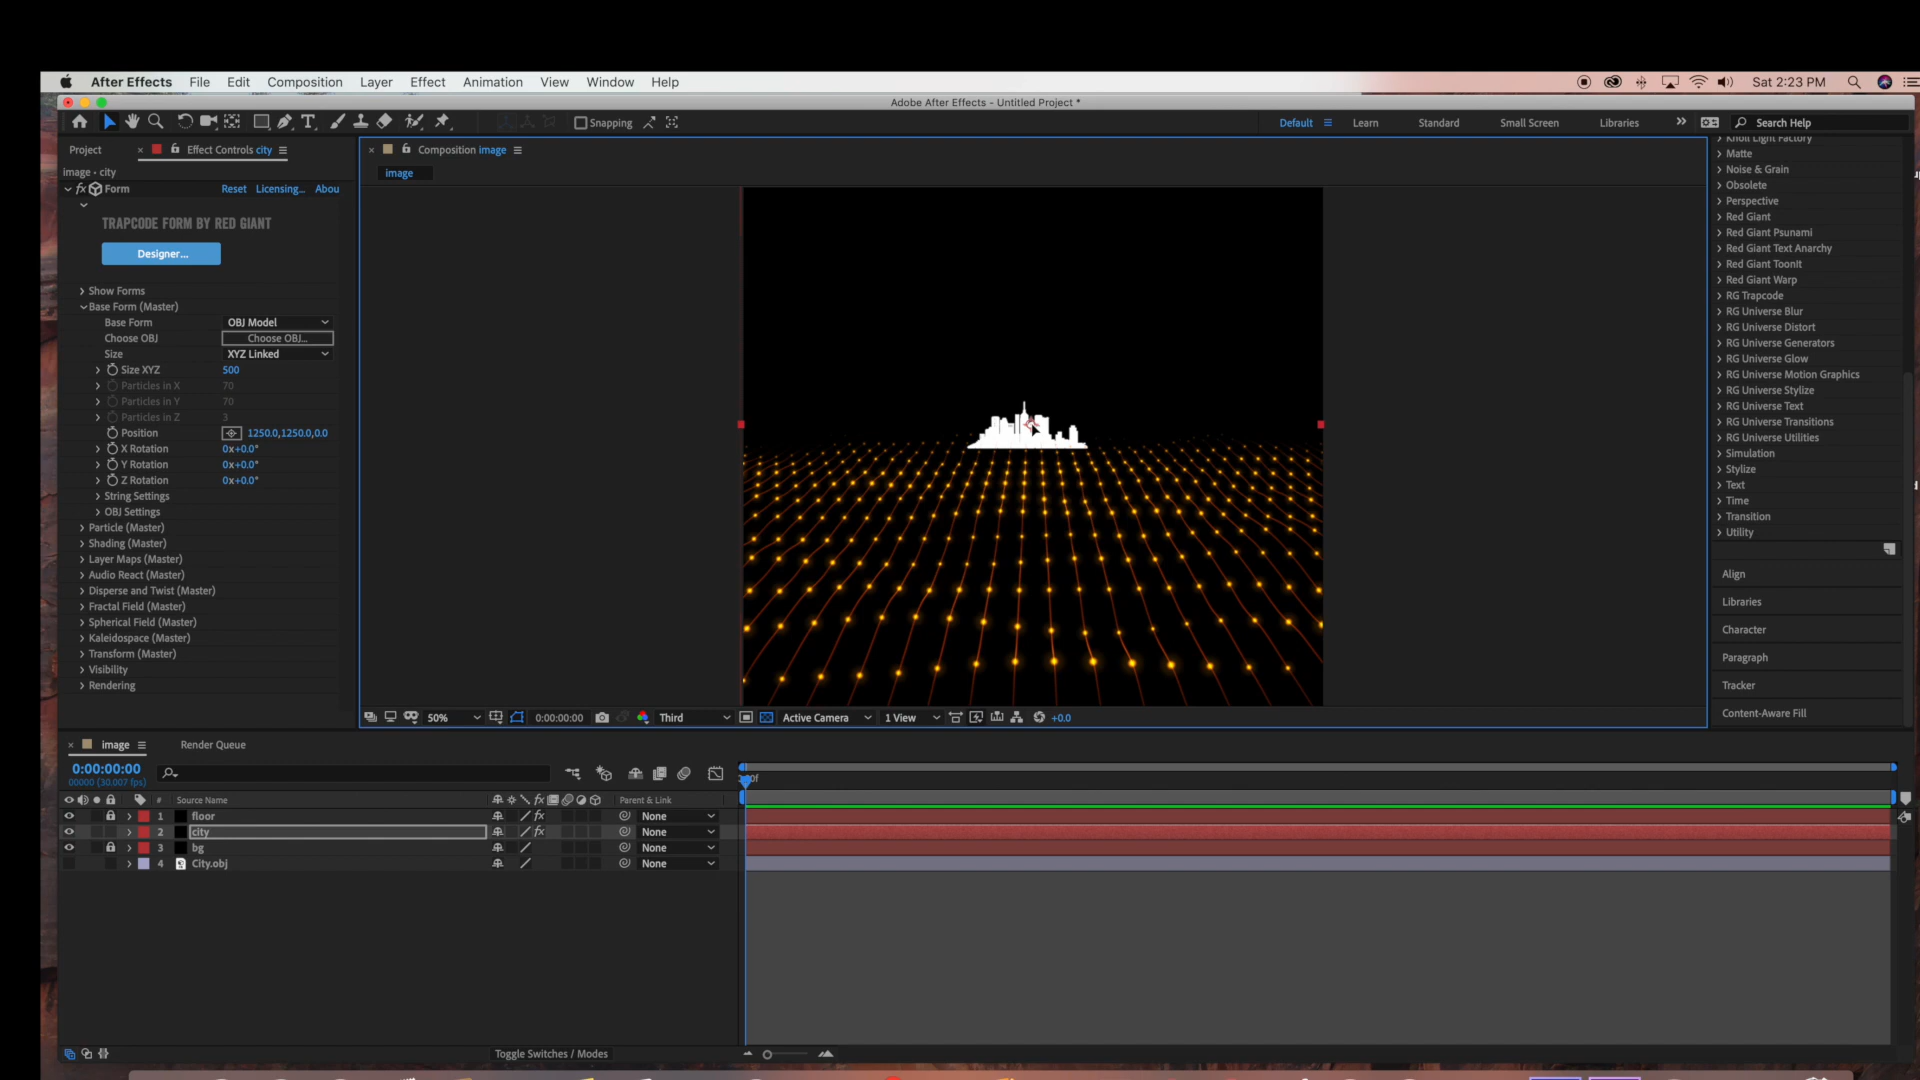 After Effects File Edit Composition Layer Effect Animation View Window Help
Sat 2:23 PM
Adobe After Effects - Untitled Project *
Snapping
Default Learn Standard Small Screen Libraries
Search Help
Project
Effect Controls city
Composition image
image • city
image
Form Reset Licensing... Abou
TRAPCODE FORM BY RED GIANT
Designer...
Show Forms
Base Form (Master)
Base Form OBJ Model
Choose OBJ Choose OBJ...
Size XYZ Linked
Size XYZ 500
Particles in X 70
Particles in Y 70
Particles in Z 3
Position 1250.0,1250.0,0.0
X Rotation 0x+0.0°
Y Rotation 0x+0.0°
Z Rotation 0x+0.0°
String Settings
OBJ Settings
Particle (Master)
Shading (Master)
Layer Maps (Master)
Audio React (Master)
Disperse and Twist (Master)
Fractal Field (Master)
Spherical Field (Master)
Kaleidospace (Master)
Transform (Master)
Visibility
Rendering
Knoll Light Factory
Matte
Noise & Grain
Obsolete
Perspective
Red Giant
Red Giant Psunami
Red Giant Text Anarchy
Red Giant ToonIt
Red Giant Warp
RG Trapcode
RG Universe Blur
RG Universe Distort
RG Universe Generators
RG Universe Glow
RG Universe Motion Graphics
RG Universe Stylize
RG Universe Text
RG Universe Transitions
RG Universe Utilities
Simulation
Stylize
Text
Time
Transition
Utility
Align
Libraries
Character
Paragraph
Tracker
Content-Aware Fill
50% 0:00:00:00 Third Active Camera 1 View +0.0
image Render Queue
0:00:00:00
00000 (30.007 fps)
# Source Name Parent & Link
1 floor None
2 city None
3 bg None
4 City.obj None
Toggle Switches / Modes